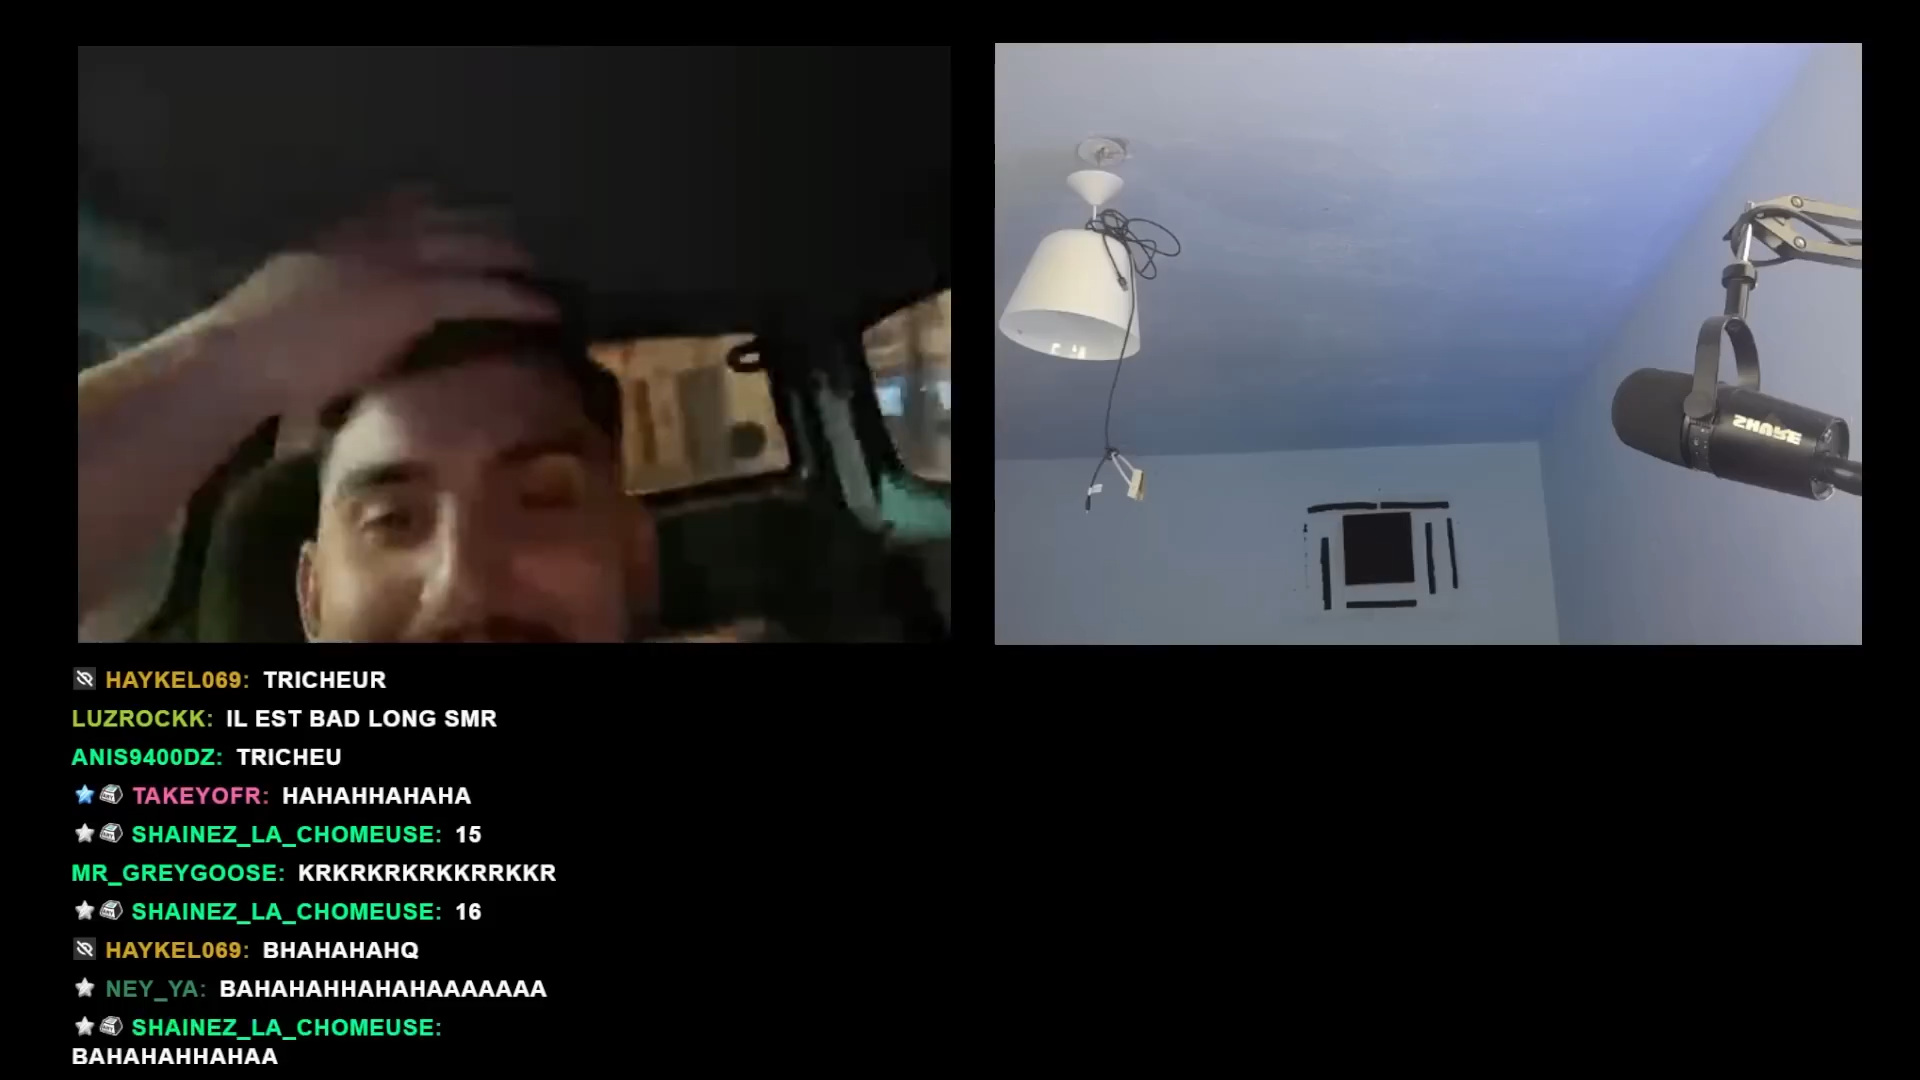 SHURE
HAYKEL069: TRICHEUR
LUZROCKK: IL EST BAD LONG SMR
ANIS9400DZ: TRICHEU
TAKEYOFR: HAHAHHAHAHA
SHAINEZ_LA_CHOMEUSE: 15
MR_GREYGOOSE: KRKRKRKRKKRRKKR
SHAINEZ_LA_CHOMEUSE: 16
HAYKEL069: BHAHAHAHQ
NEY_YA: BAHAHAHHAHAHAAAAAAA
SHAINEZ_LA_CHOMEUSE:
BAHAHAHHAHAA